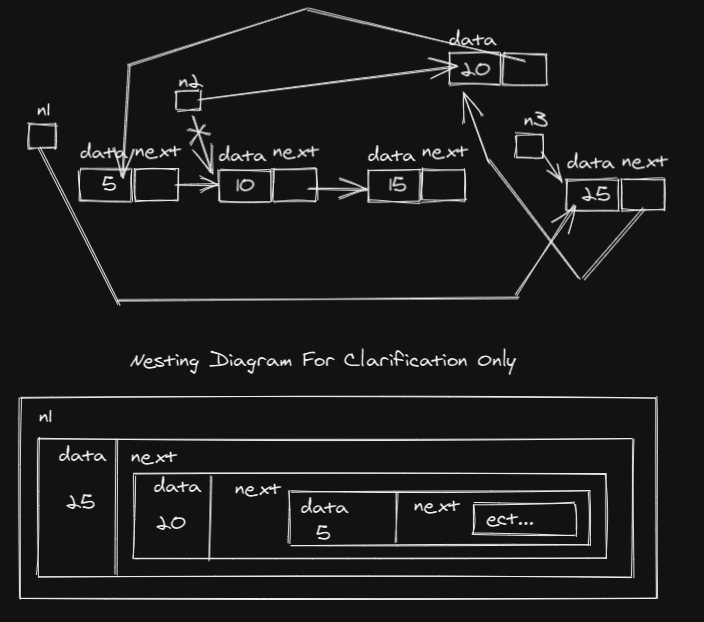 data
20
n2
n1
n3
data next
data next
data next
data next
5
10
15
25
Nesting Diagram For Clarification Only
n1
data
next
25
data
next
20
data
next
5
ect...